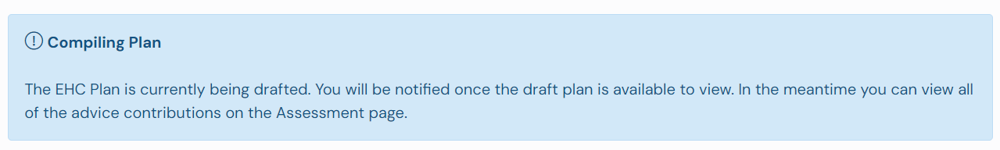 Compiling Plan
The EHC Plan is currently being drafted. You will be notified once the draft plan is available to view. In the meantime you can view all
of the advice contributions on the Assessment page.